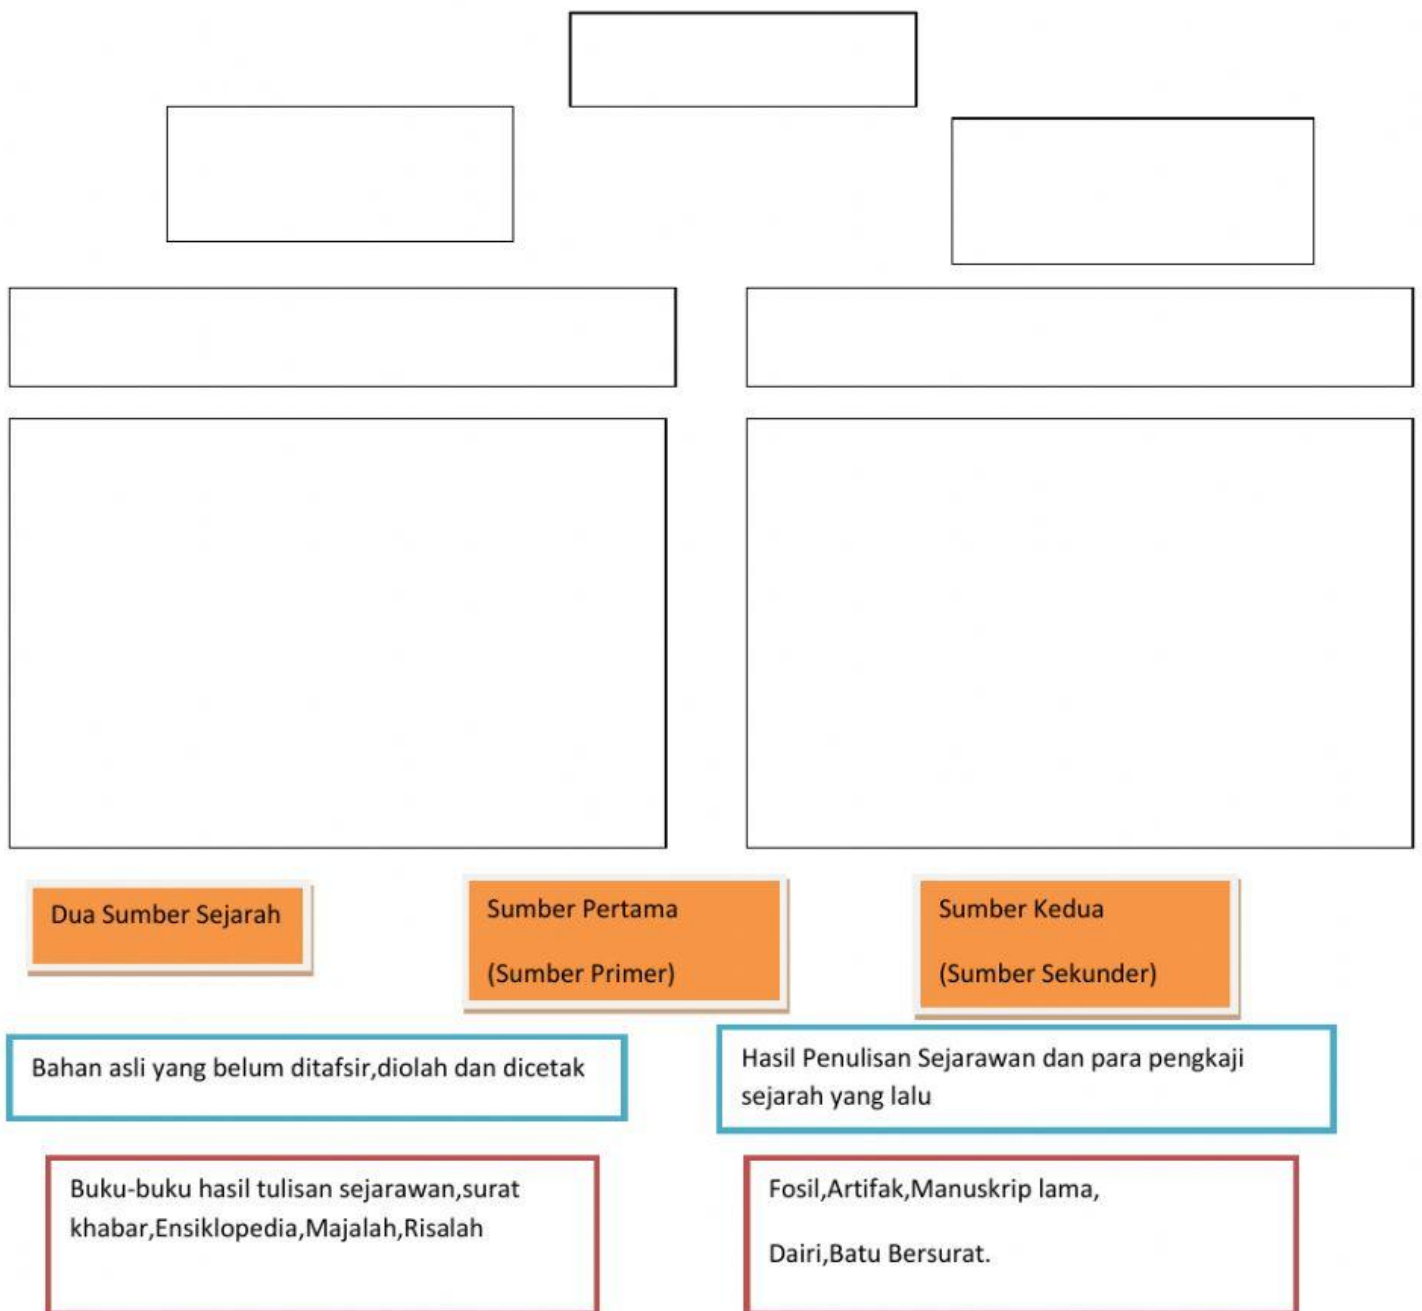 Dua Sumber Sejarah
Sumber Pertama
(Sumber Primer)
Sumber Kedua
(Sumber Sekunder)
Bahan asli yang belum ditafsir,diolah dan dicetak
Hasil Penulisan Sejarawan dan para pengkaji
sejarah yang lalu
Buku-buku hasil tulisan sejarawan,surat
khabar,Ensiklopedia,Majalah,Risalah
Fosil,Artifak,Manuskrip lama,
Dairi,Batu Bersurat.